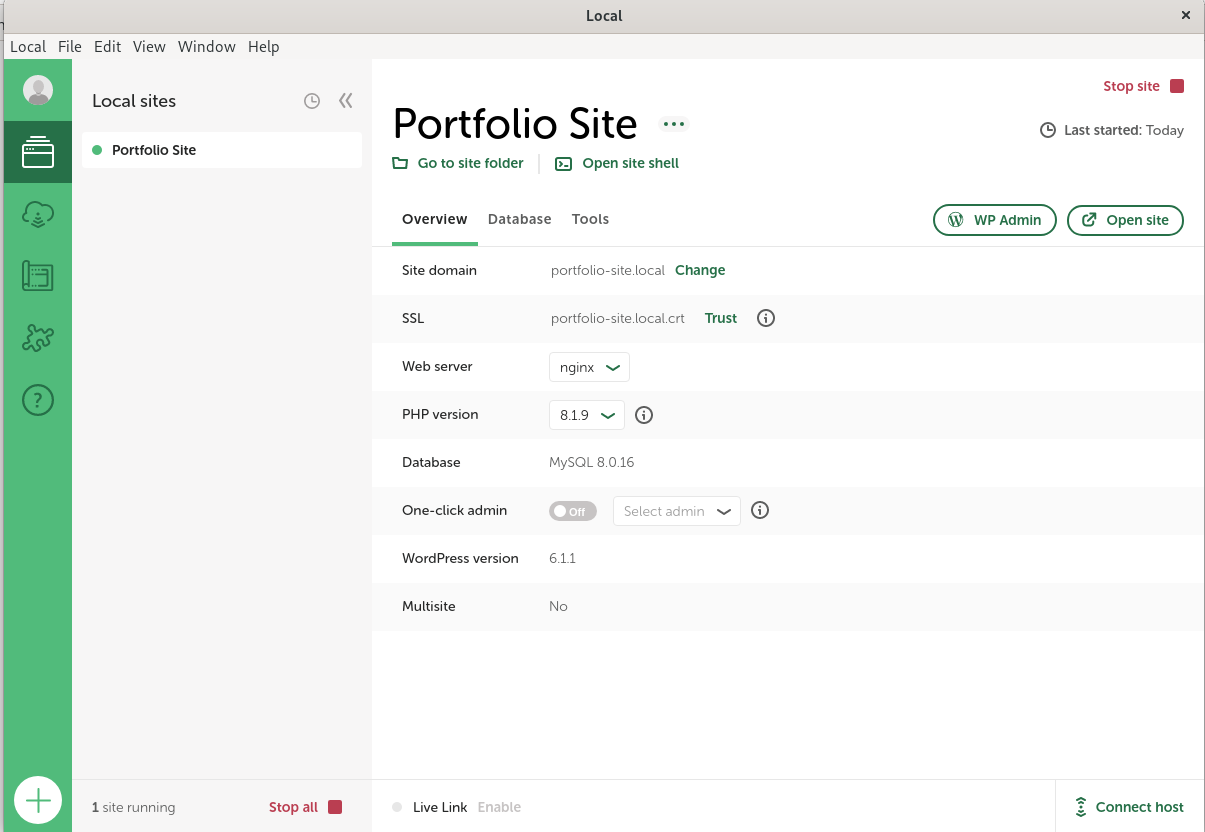 Local
Local File Edit View Window Help
Local sites
Portfolio Site
1 site running Stop all
Stop site
Portfolio Site
Last started: Today
Go to site folder Open site shell
Overview Database Tools
WP Admin Open site
Site domain portfolio-site.local Change
SSL portfolio-site.local.crt Trust
Web server nginx
PHP version 8.1.9
Database MySQL 8.0.16
One-click admin Off Select admin
WordPress version 6.1.1
Multisite No
Live Link Enable
Connect host